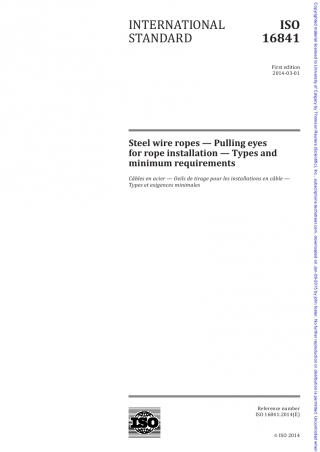 INTERNATIONAL
STANDARD
ISO
16841
First edition
2014-03-01
Steel wire ropes — Pulling eyes
for rope installation — Types and
minimum requirements
Câbles en acier — Oeils de tirage pour les installations en câble —
Types et exigences minimales
ISO
Reference number
ISO 16841:2014(E)
© ISO 2014
Copyrighted material licensed to University of Calgary by Thomson Reuters (Scientific), Inc., subscriptions.techstreet.com, downloaded on Jan-09-2015 by John Foster. No further reproduction or distribution is permitted. Uncontrolled when